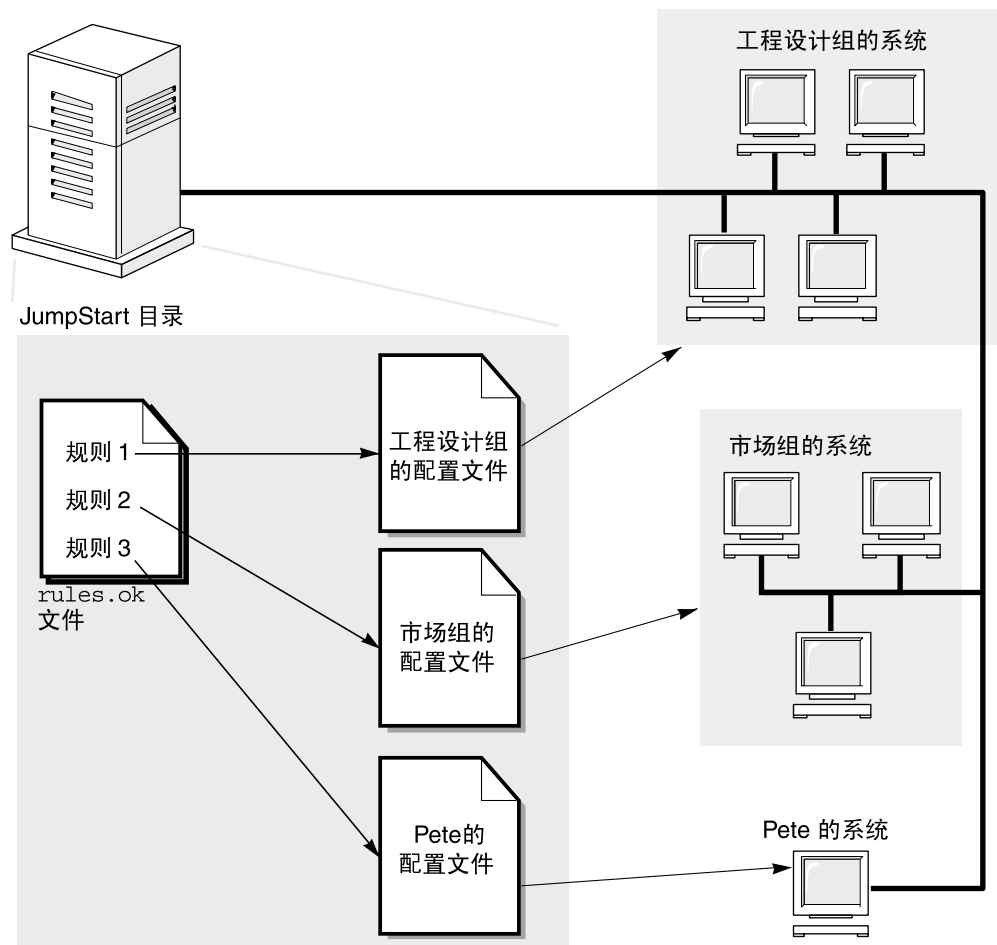 工程设计组的系统
JumpStart 目录
规则 1
规则 2
规则 3
rules.ok
文件
工程设计组
的配置文件
市场组的
配置文件
Pete的
配置文件
市场组的系统
Pete 的系统